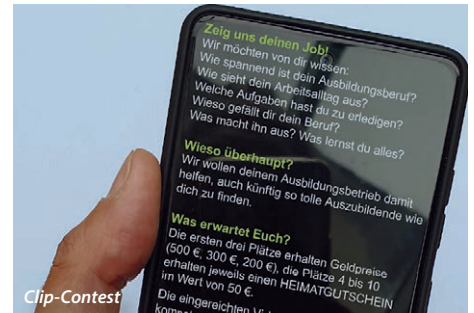 Zeig uns deinen Job!
Wir möchten von dir wissen:
Wie spannend ist dein Ausbildungsberuf?
Wie sieht dein Arbeitsalltag aus?
Welche Aufgaben hast du zu erledigen?
Wieso gefällt dir dein Beruf?
Was macht ihn aus? Was lernst du alles?
Wieso überhaupt?
Wir wollen deinem Ausbildungsbetrieb damit
helfen, auch künftig so tolle Auszubildende wie
dich zu finden.
Was erwartet Euch?
Die ersten drei Plätze erhalten Geldpreise
(500 €, 300 €, 200 €), die Plätze 4 bis 10
erhalten jeweils einen HEIMATGUTSCHEIN
im Wert von 50 €.
Die eingereichten
Clip-Contest